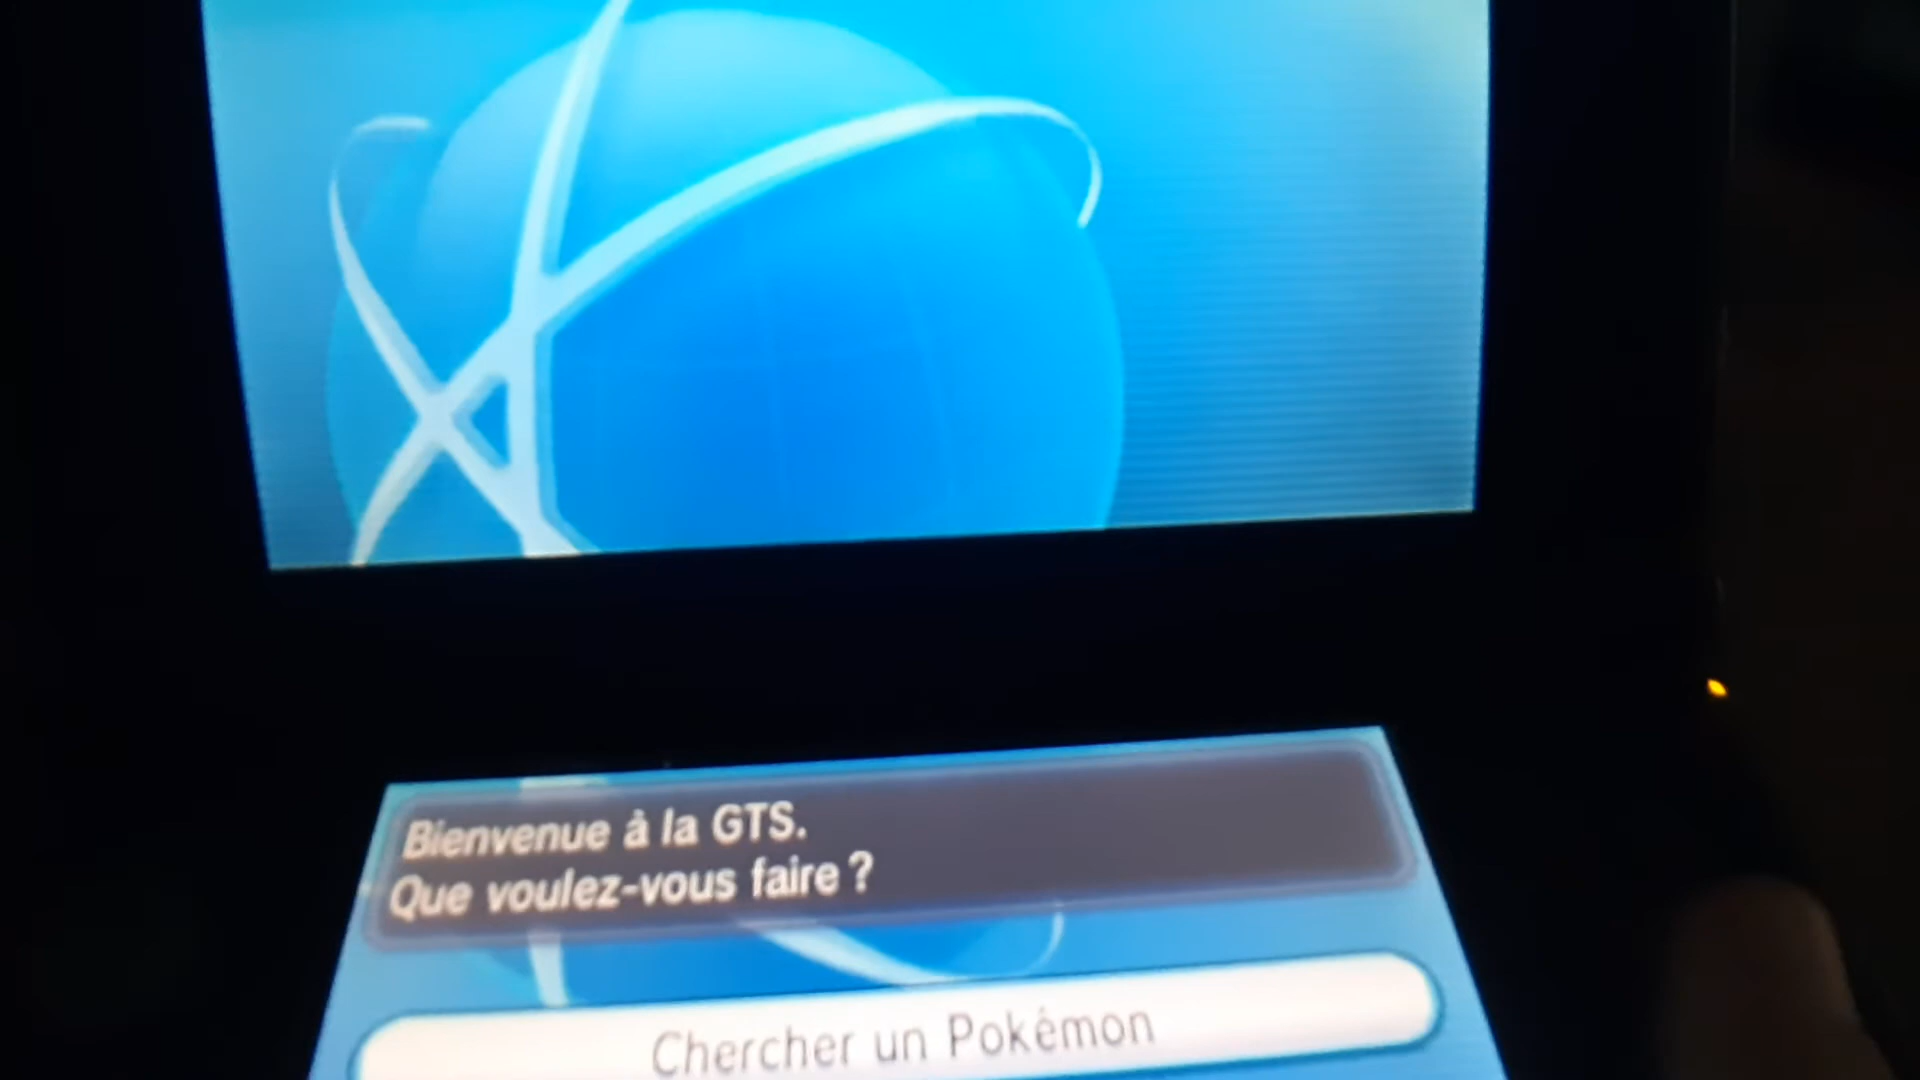 Bienvenue à la GTS.
Que voulez-vous faire ?
Chercher un Pokémon